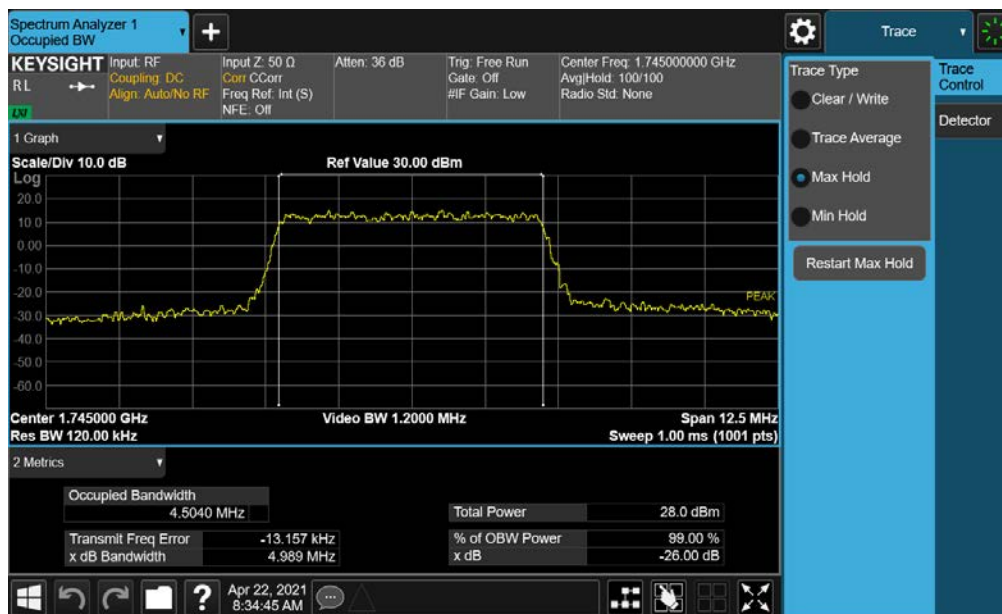 Spectrum Analyzer 1
Occupied BW
+
Trace
KEYSIGHT
RL
LXI
Input: RF
Coupling: DC
Align: Auto/No RF
Input Z: 50 Ω
Corr CCorr
Freq Ref: Int (S)
NFE: Off
Atten: 36 dB
Trig: Free Run
Gate: Off
#IF Gain: Low
Center Freq: 1.745000000 GHz
Avg|Hold: 100/100
Radio Std: None
Trace Type
Clear / Write
Trace Average
Max Hold
Min Hold
Restart Max Hold
Trace
Control
Detector
1 Graph
Scale/Div 10.0 dB
Ref Value 30.00 dBm
Log
20.0
10.0
0.00
-10.0
-20.0
-30.0
-40.0
-50.0
-60.0
PEAK
Center 1.745000 GHz
Video BW 1.2000 MHz
Span 12.5 MHz
Res BW 120.00 kHz
Sweep 1.00 ms (1001 pts)
2 Metrics
Occupied Bandwidth
4.5040 MHz
Total Power 28.0 dBm
Transmit Freq Error -13.157 kHz
% of OBW Power 99.00 %
x dB Bandwidth 4.989 MHz
x dB -26.00 dB
?
Apr 22, 2021
8:34:45 AM